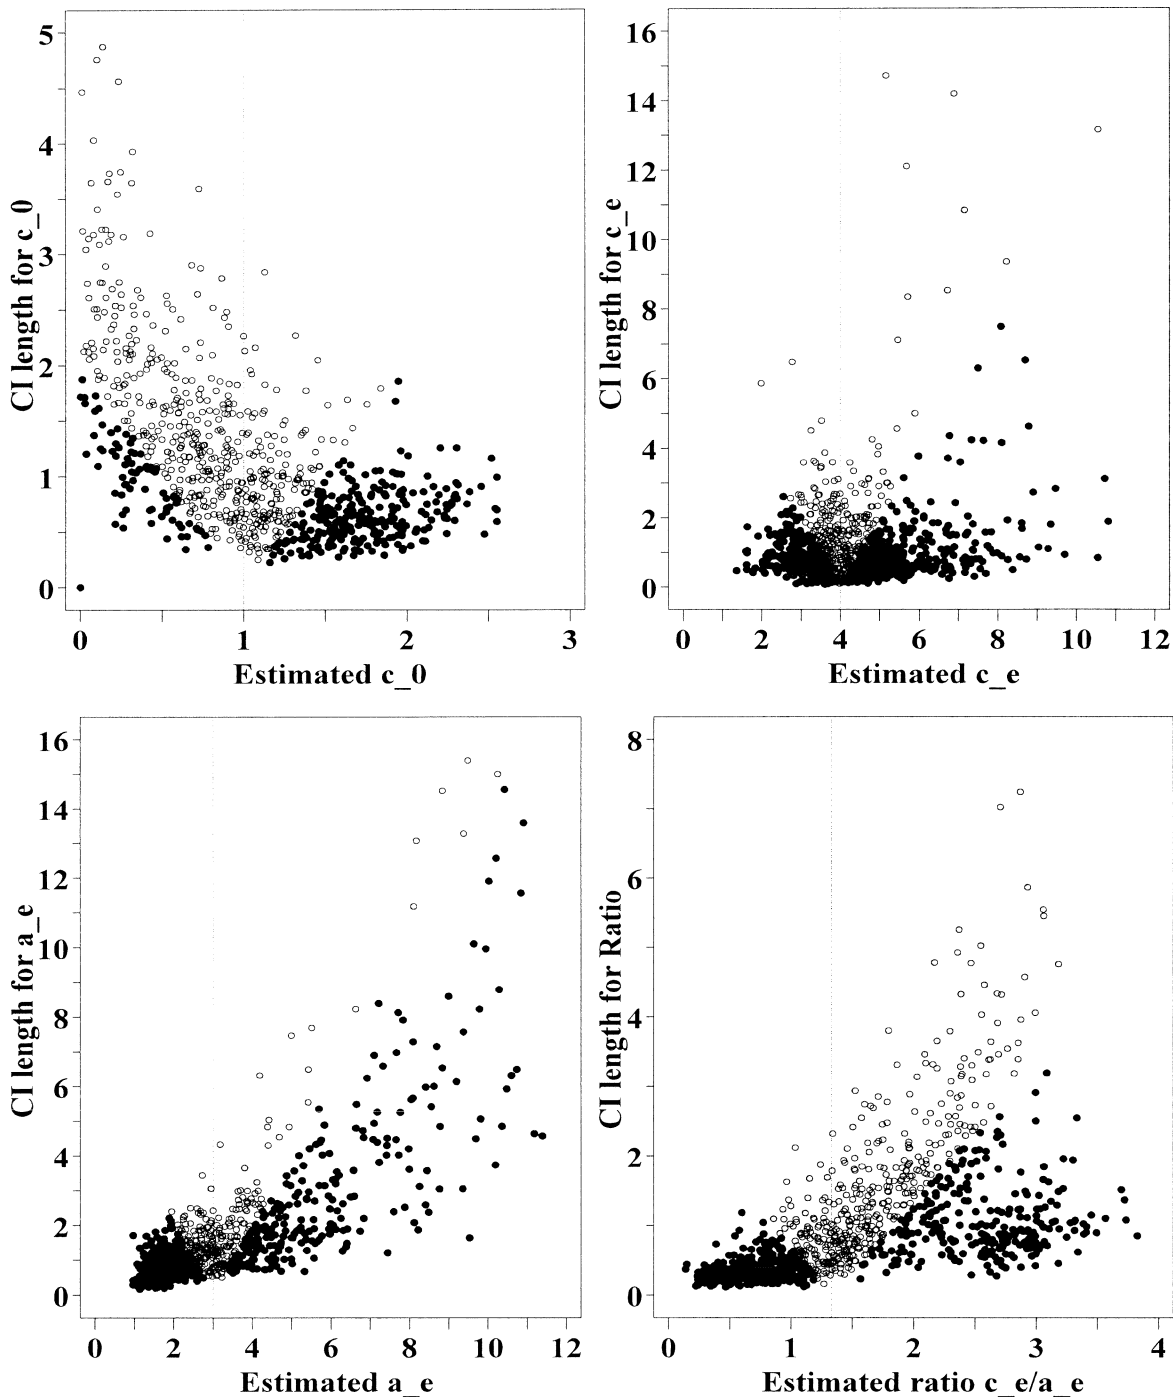 5
4
3
2
1
0
CI length for c_0
0 1 2 3
Estimated c_0
16
14
12
10
8
6
4
2
0
CI length for c_e
0 2 4 6 8 10 12
Estimated c_e
16
14
12
10
8
6
4
2
0
CI length for a_e
0 2 4 6 8 10 12
Estimated a_e
8
6
4
2
0
CI length for Ratio
0 1 2 3 4
Estimated ratio c_e/a_e